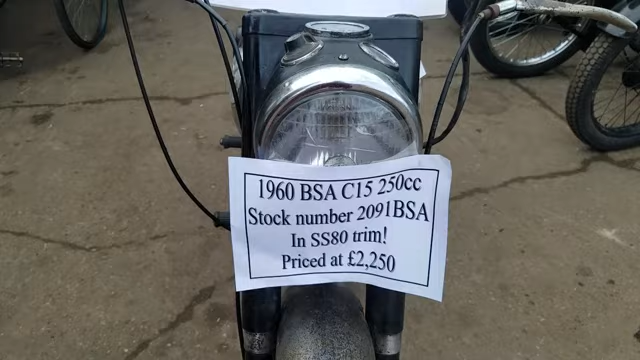 1960 BSA C15 250cc
Stock number 2091BSA
In SS80 trim!
Priced at £2,250